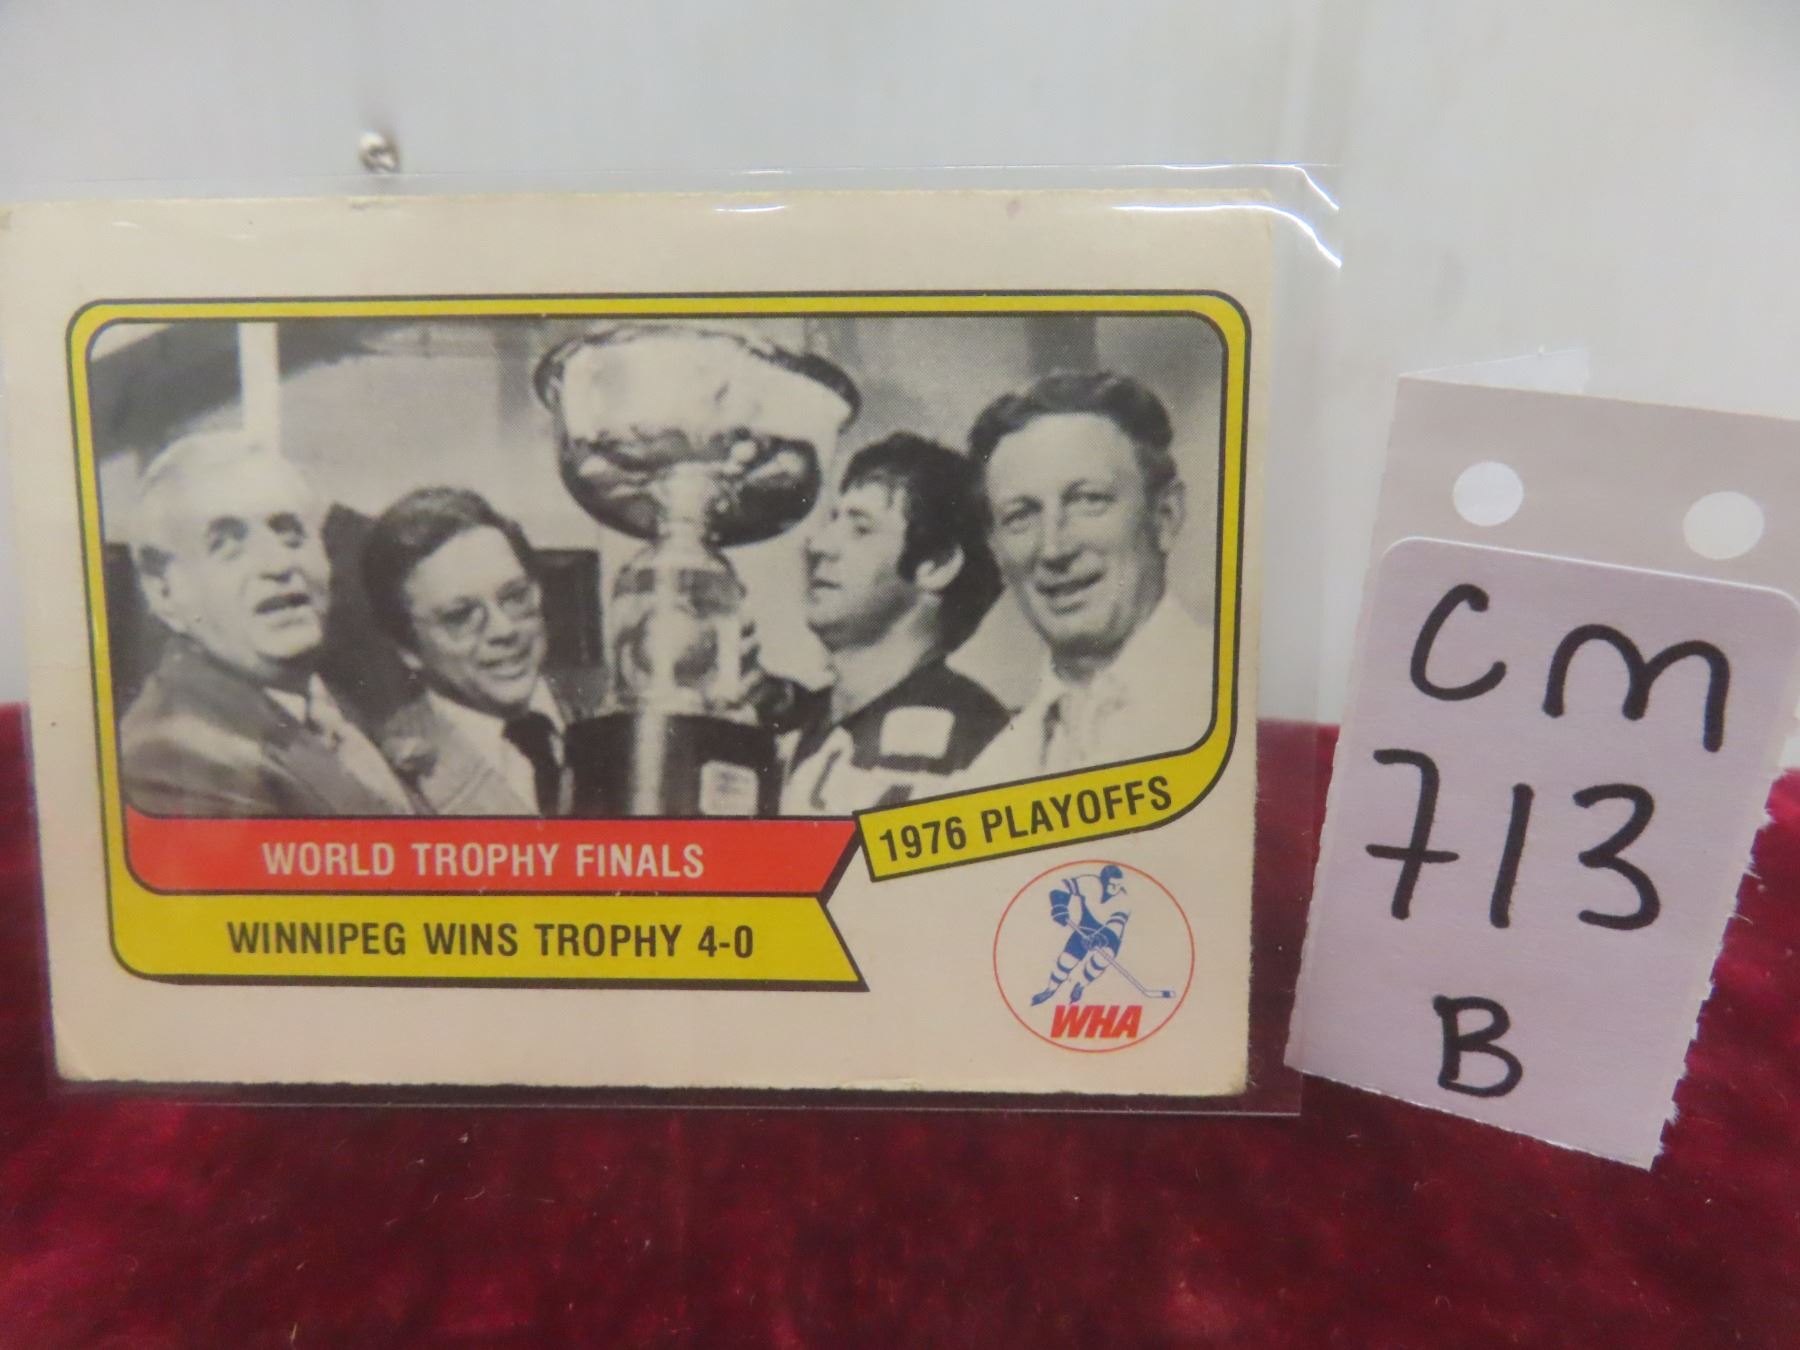 WORLD TROPHY FINALS
1976 PLAYOFFS
WINNIPEG WINS TROPHY 4-0
WHA
CM
713
B